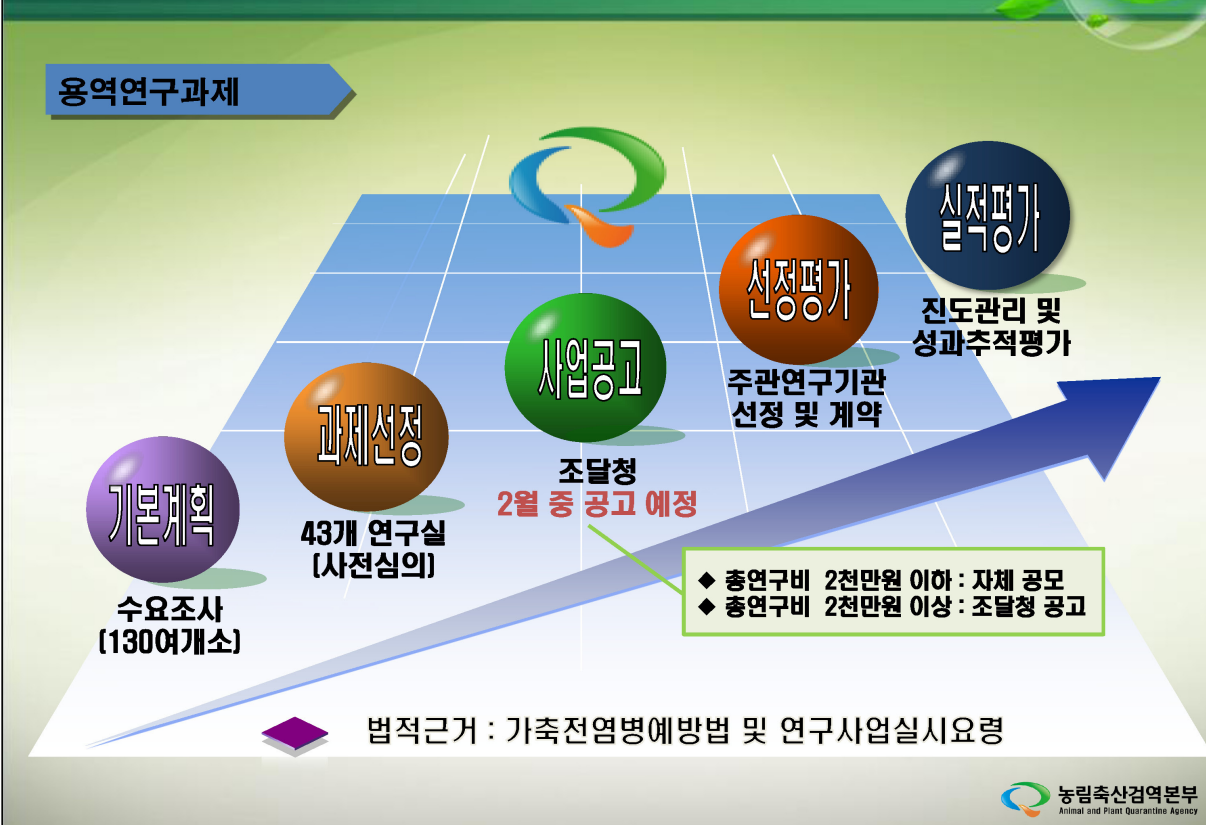 용역연구과제
기본계획
수요조사
(130여개소)
과제선정
43개 연구실
(사전심의)
사업공고
조달청
2월 중 공고 예정
선정평가
주관연구기관
선정 및 계약
실적평가
진도관리 및
성과추적평가
◆ 총연구비 2천만원 이하 : 자체 공모
◆ 총연구비 2천만원 이상 : 조달청 공고
법적근거 : 가축전염병예방법 및 연구사업실시요령
농림축산검역본부
Animal and Plant Quarantine Agency